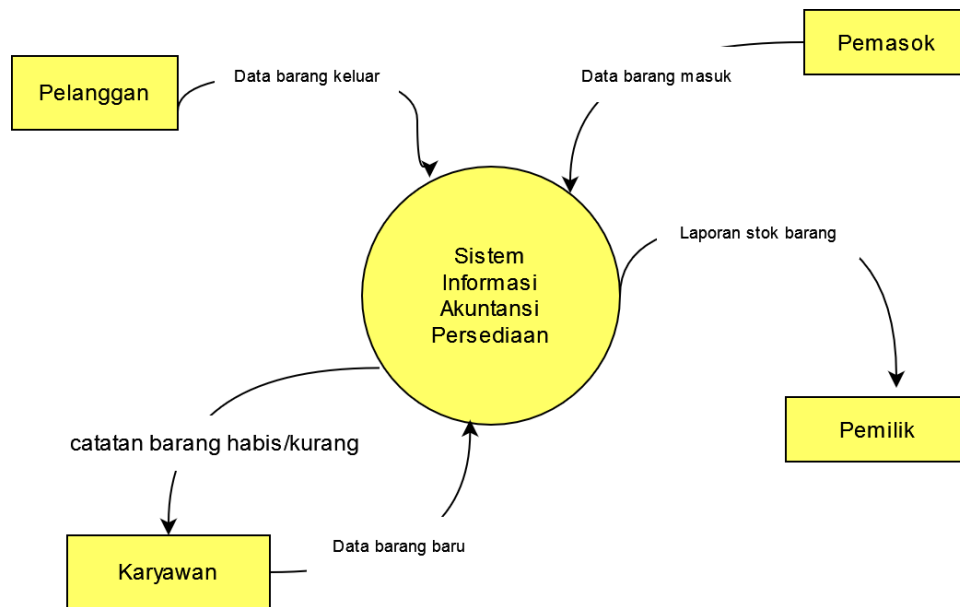 Pemasok
Data barang keluar
Data barang masuk
Pelanggan
Laporan stok barang
Sistem
Informasi
Akuntansi
Persediaan
Pemilik
catatan barang habis/kurang
Data barang baru
Karyawan